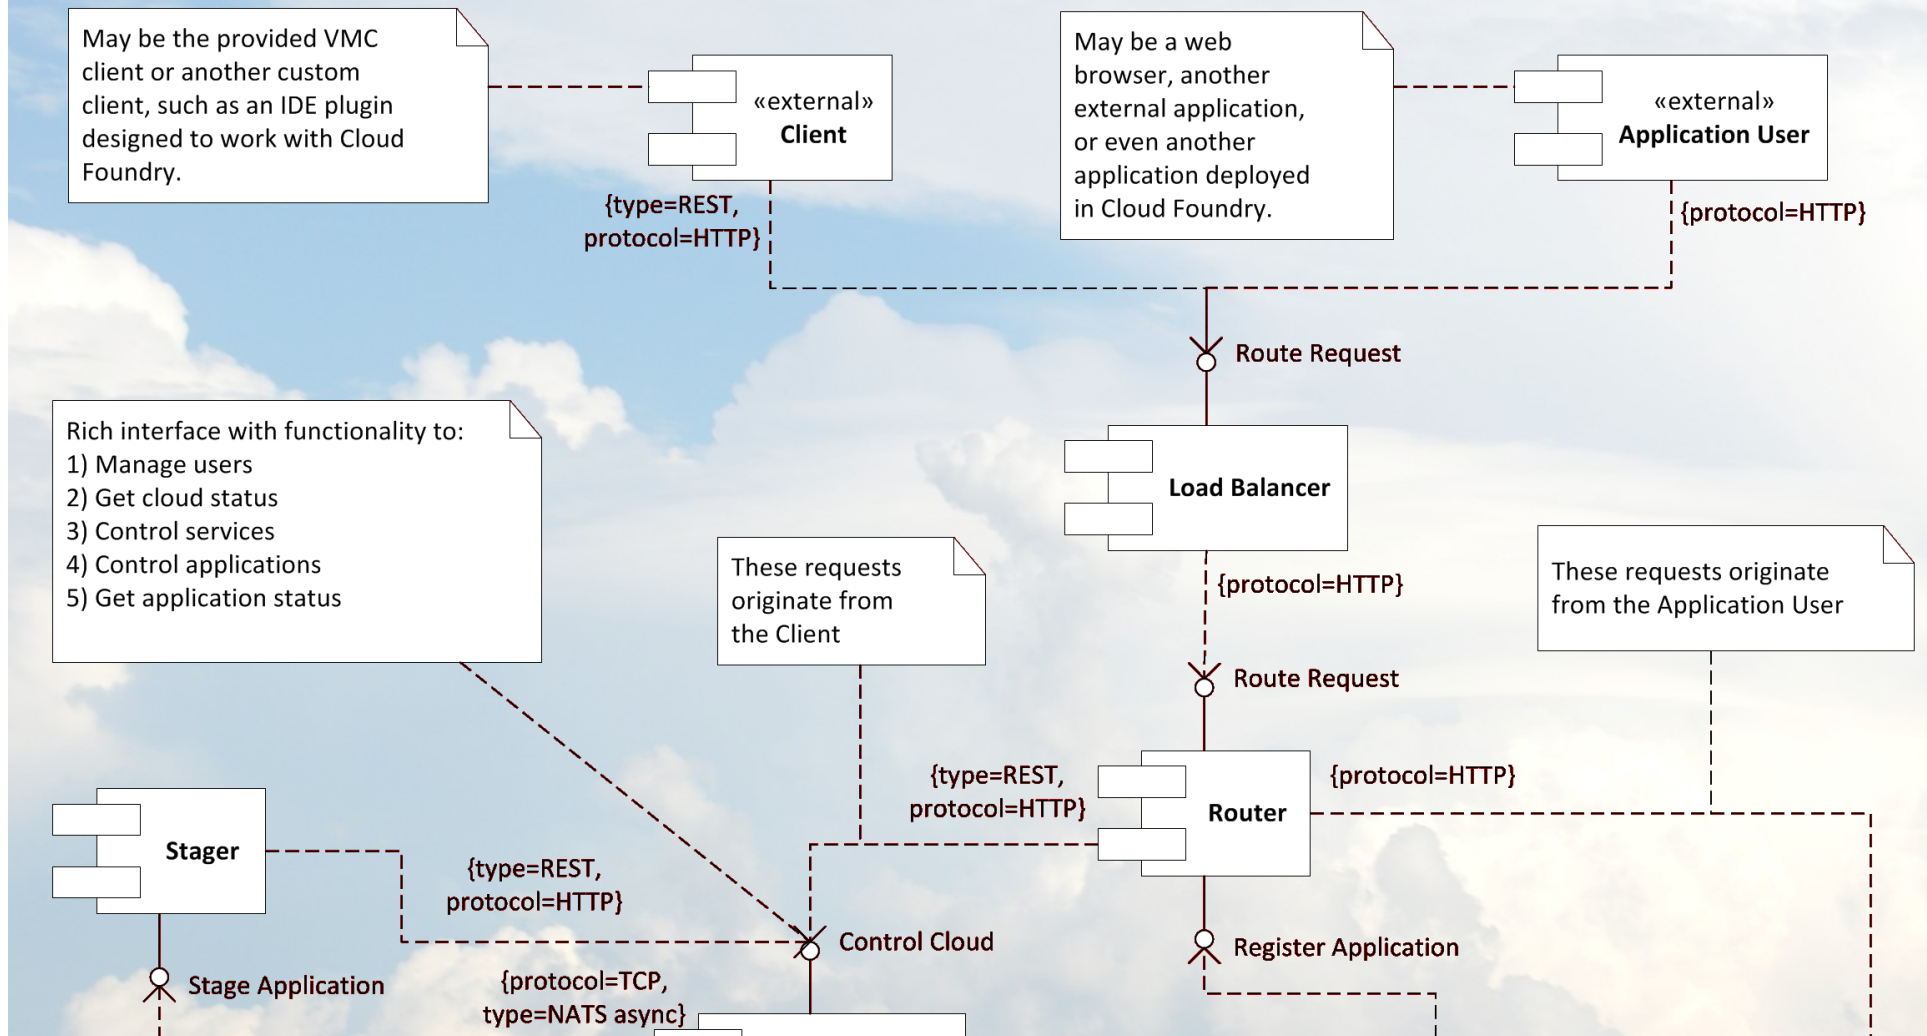 May be the provided VMC
client or another custom
client, such as an IDE plugin
designed to work with Cloud
Foundry.
«external»
Client
May be a web
browser, another
external application,
or even another
application deployed
in Cloud Foundry.
«external»
Application User
{type=REST,
protocol=HTTP}
{protocol=HTTP}
Route Request
Rich interface with functionality to:
1) Manage users
2) Get cloud status
3) Control services
4) Control applications
5) Get application status
Load Balancer
These requests
originate from
the Client
{protocol=HTTP}
These requests originate
from the Application User
Route Request
{type=REST,
protocol=HTTP}
Router
{protocol=HTTP}
Stager
{type=REST,
protocol=HTTP}
Control Cloud
Register Application
Stage Application
{protocol=TCP,
type=NATS async}